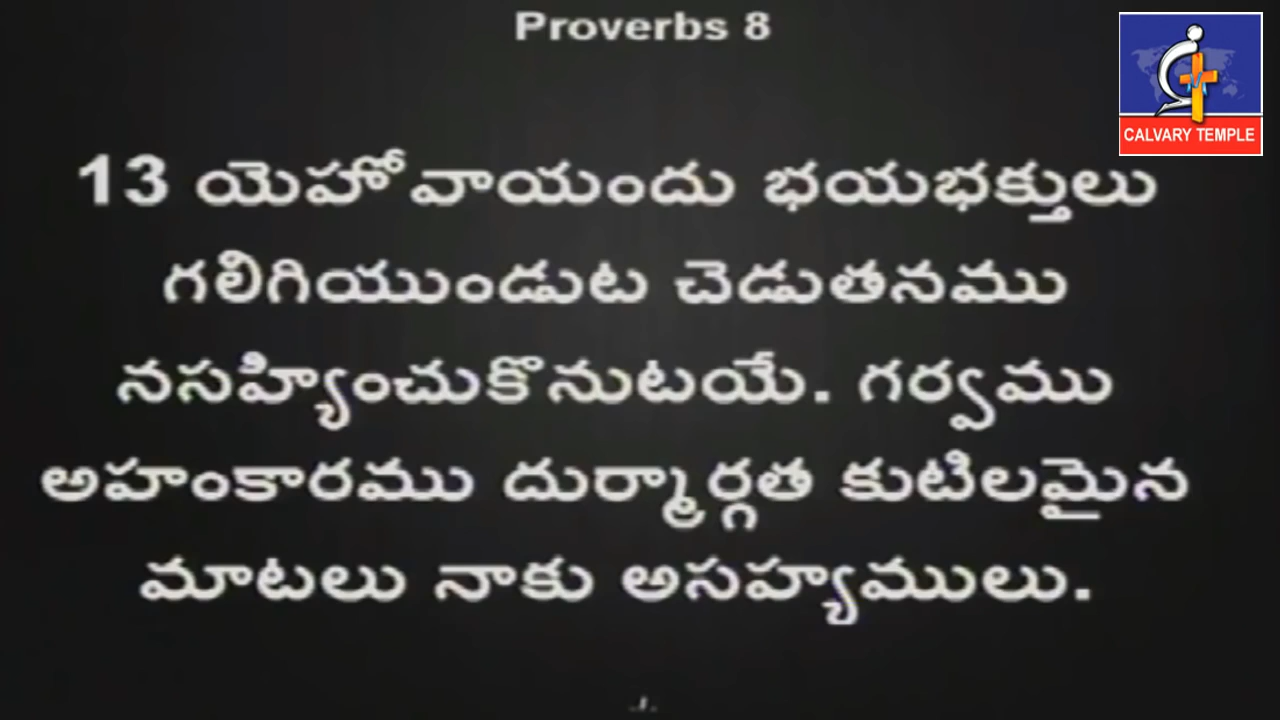 Proverbs 8
CALVARY TEMPLE
13 యెహోవాయందు భయభక్తులు
గలిగియుండుట చెడుతనము
నసహ్యించుకొనుటయే. గర్వము
అహంకారము దుర్మార్గత కుటిలమైన
మాటలు నాకు అసహ్యములు.